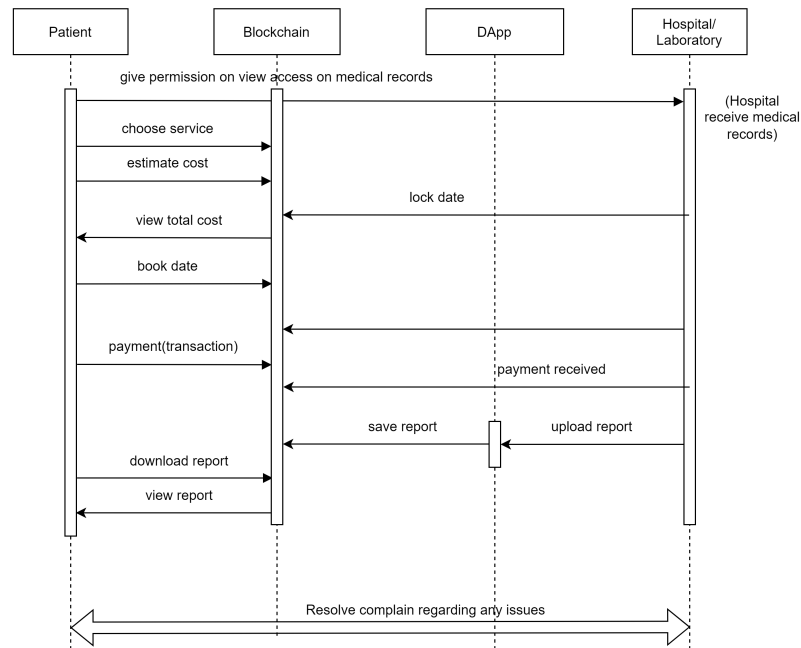 Patient
Blockchain
DApp
Hospital/
Laboratory
give permission on view access on medical records
(Hospital
receive medical
records)
choose service
estimate cost
lock date
view total cost
book date
payment(transaction)
payment received
save report
upload report
download report
view report
Resolve complain regarding any issues